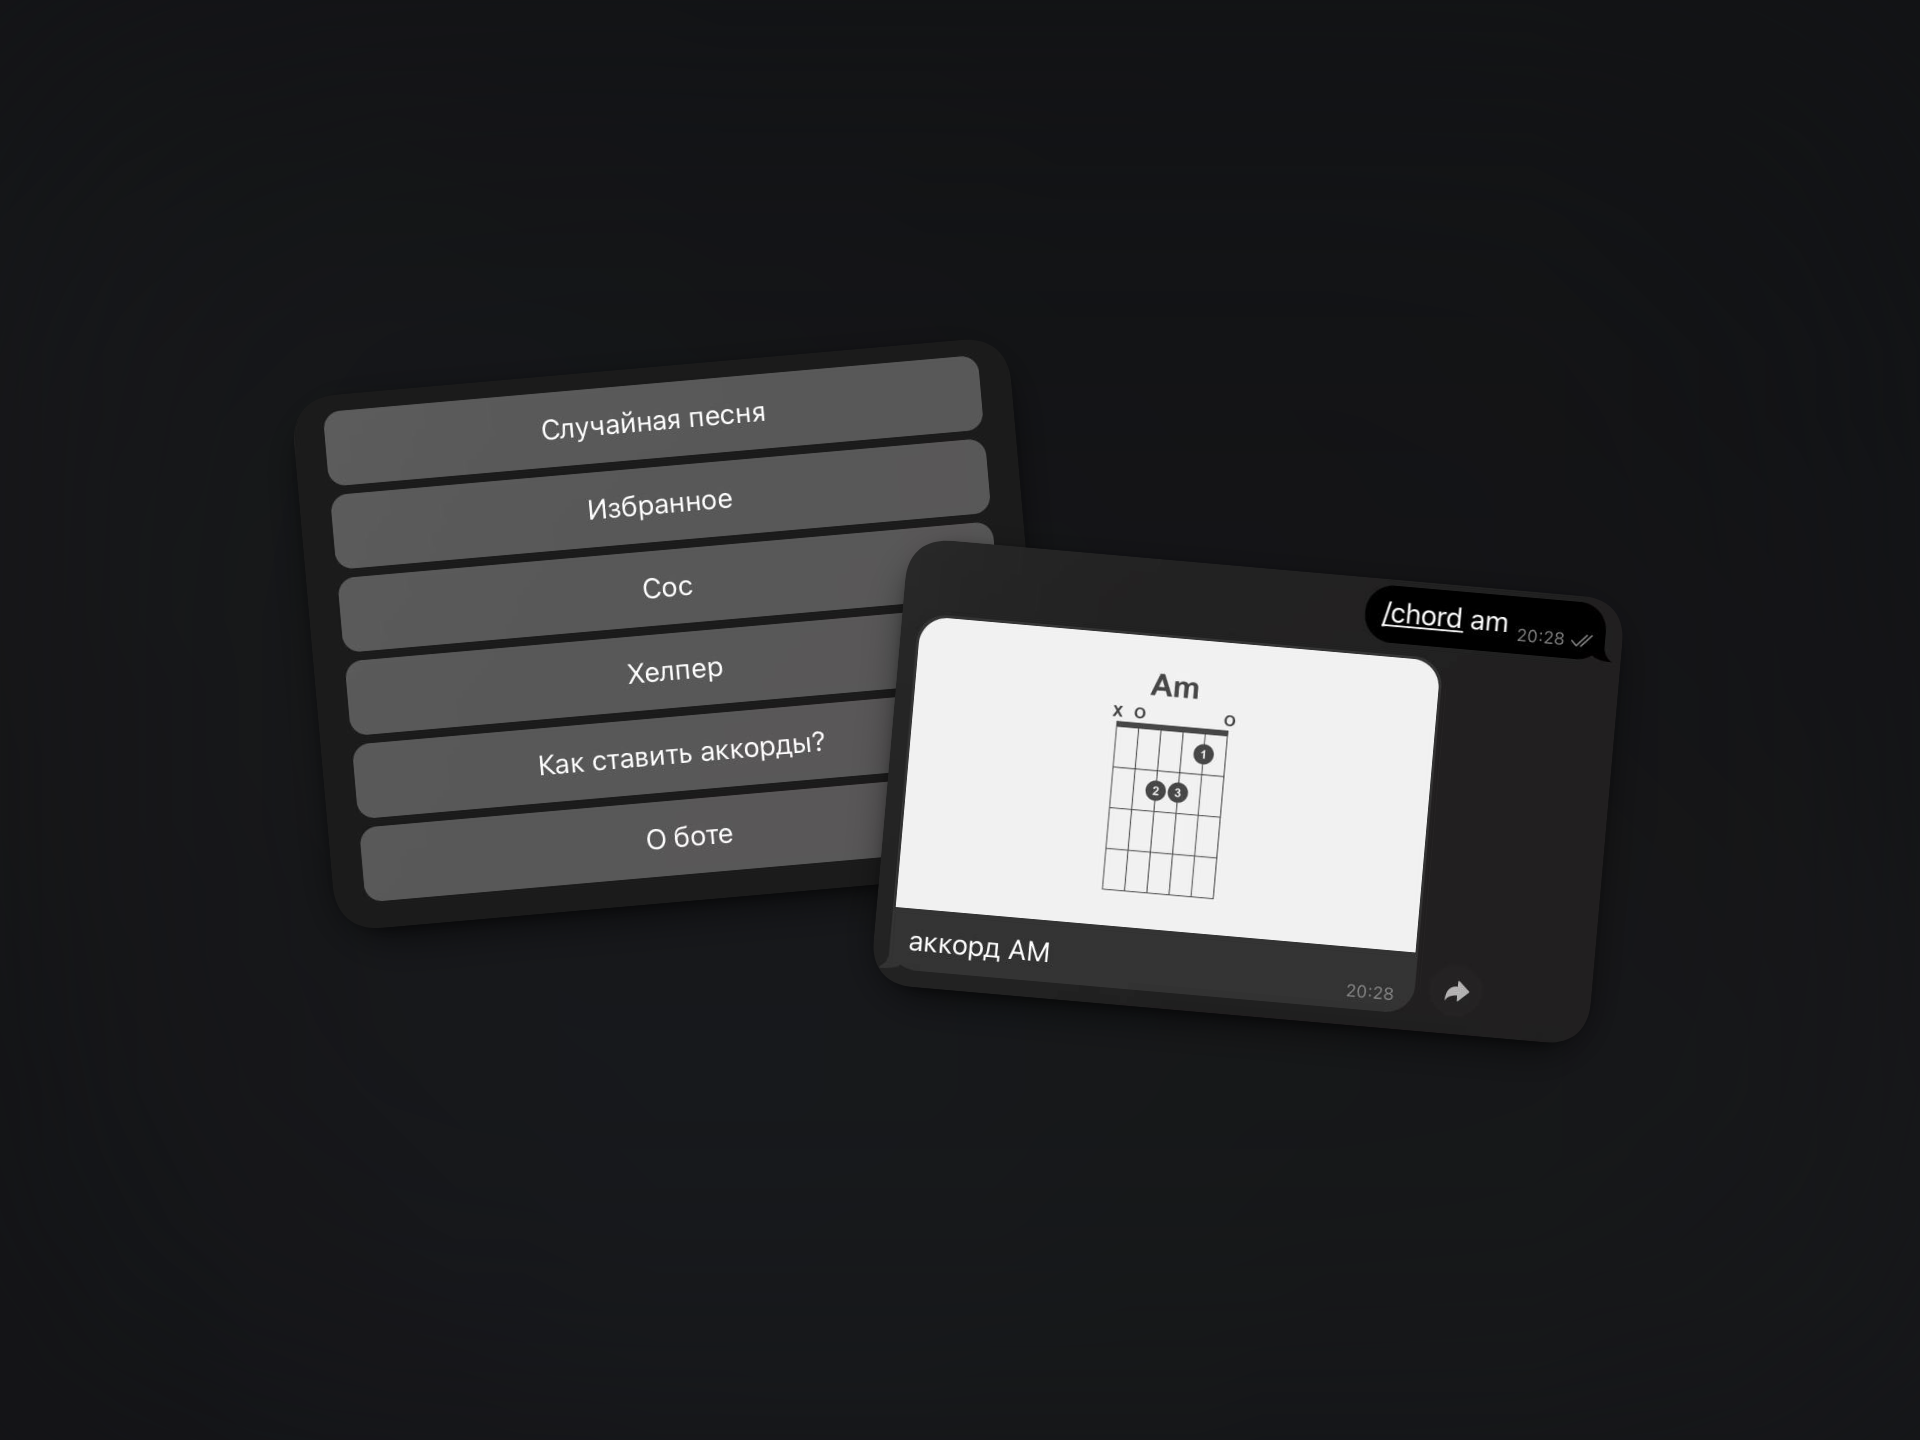 Случайная песня
Избранное
Сос
Хелпер
Как ставить аккорды?
О боте
/chord am 20:28
Am
x o o
1
2 3
аккорд AM
20:28